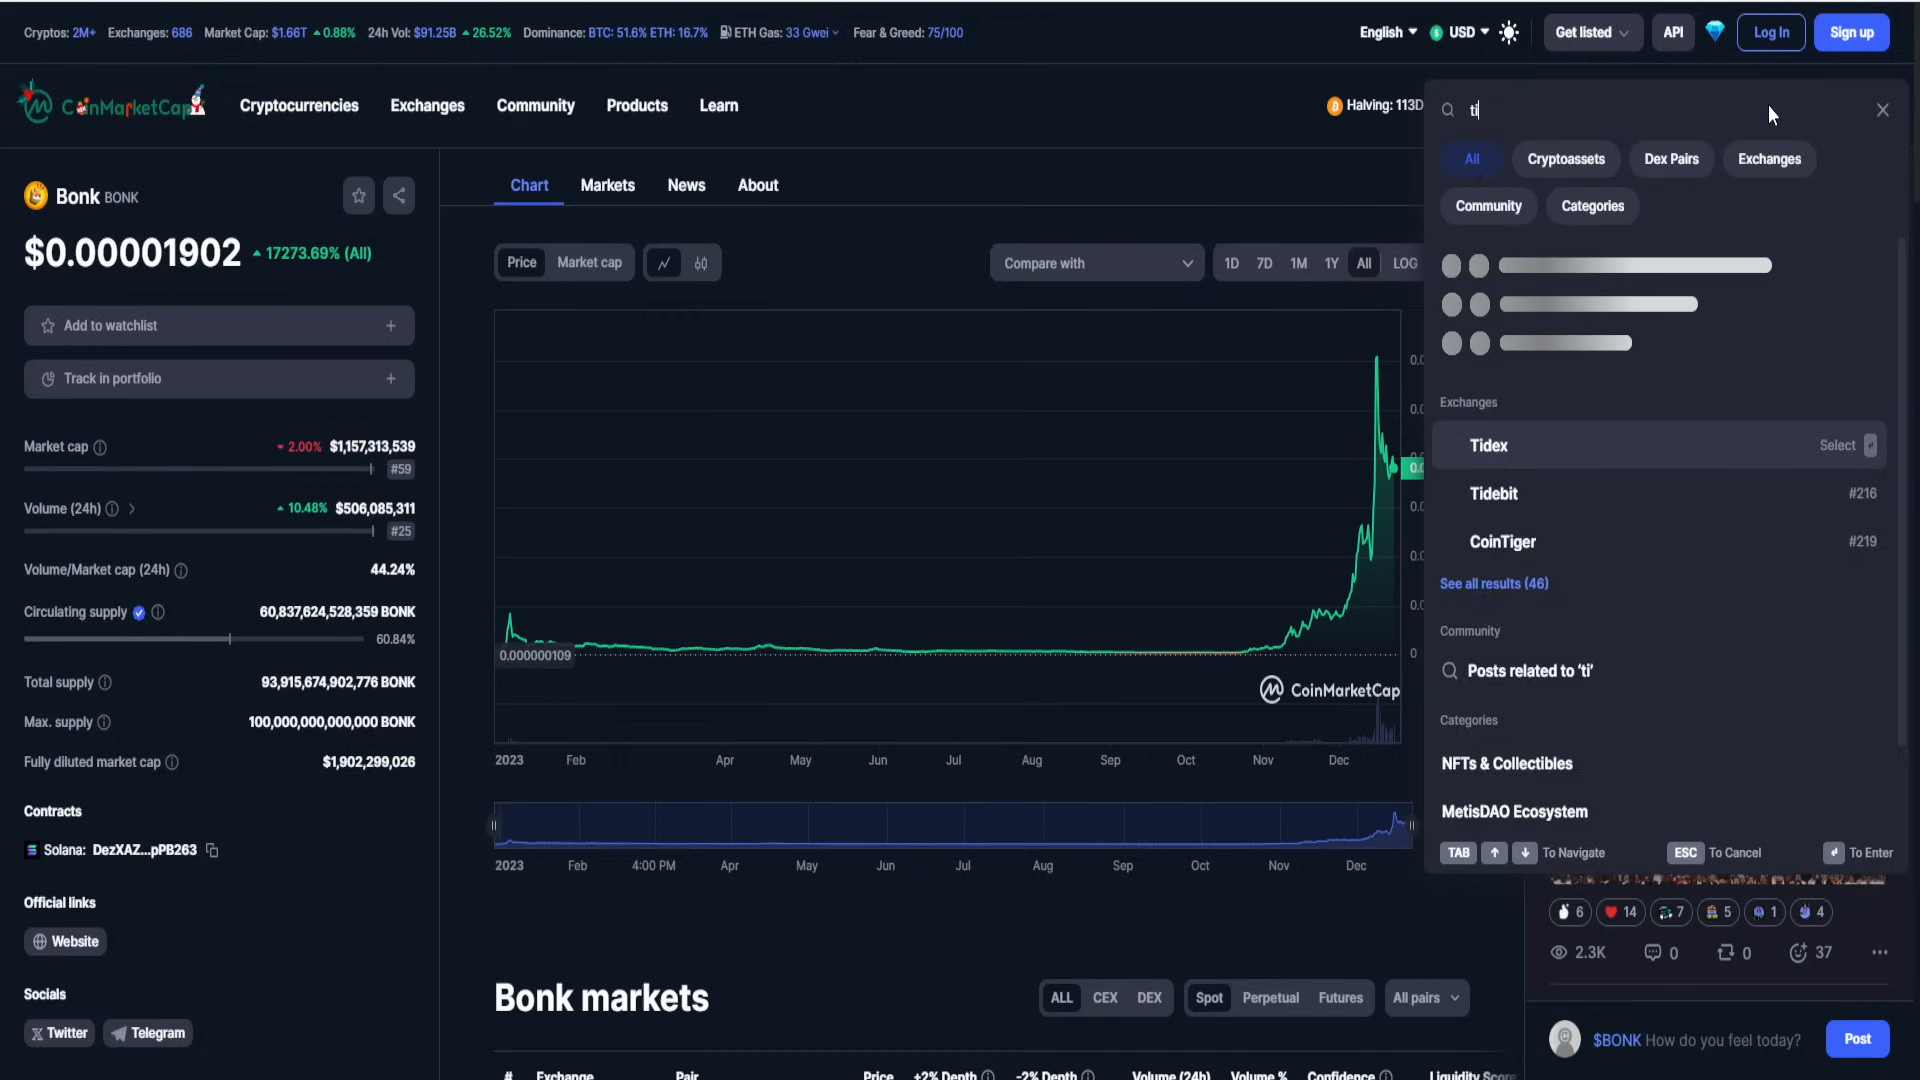 Cryptos: 2M+ Exchanges: 686 Market Cap: $1.66T 0.88% 24h Vol: $91.25B 26.52% Dominance: BTC: 51.6% ETH: 16.7% ETH Gas: 33 Gwei Fear & Greed: 75/100
English USD Get listed API Log In Sign up
CoinMarketCap Cryptocurrencies Exchanges Community Products Learn
Halving: 113D
ti
All Cryptoassets Dex Pairs Exchanges
Community Categories
Exchanges
Tidex Select
Tidebit #216
CoinTiger #219
See all results (46)
Community
Posts related to ‘ti’
Categories
NFTs & Collectibles
MetisDAO Ecosystem
TAB To Navigate ESC To Cancel To Enter
Bonk BONK
$0.00001902 17273.69% (All)
Add to watchlist +
Track in portfolio +
Market cap 2.00% $1,157,313,539
#59
Volume (24h) 10.48% $506,085,311
#25
Volume/Market cap (24h) 44.24%
Circulating supply 60,837,624,528,359 BONK
60.84%
Total supply 93,915,674,902,776 BONK
Max. supply 100,000,000,000,000 BONK
Fully diluted market cap $1,902,299,026
Contracts
Solana: DezXAZ...pPB263
Official links
Website
Socials
Twitter Telegram
Chart Markets News About
Price Market cap Compare with 1D 7D 1M 1Y All LOG
0.000000109
0
CoinMarketCap
2023 Feb Apr May Jun Jul Aug Sep Oct Nov Dec
2023 Feb 4:00 PM Apr May Jun Jul Aug Sep Oct Nov Dec
Bonk markets ALL CEX DEX Spot Perpetual Futures All pairs
# Exchange Pair Price +2% Depth -2% Depth Volume (24h) Volume % Confidence Liquidity Score
6 14 7 5 1 4
2.3K 0 0 37
$BONK How do you feel today? Post